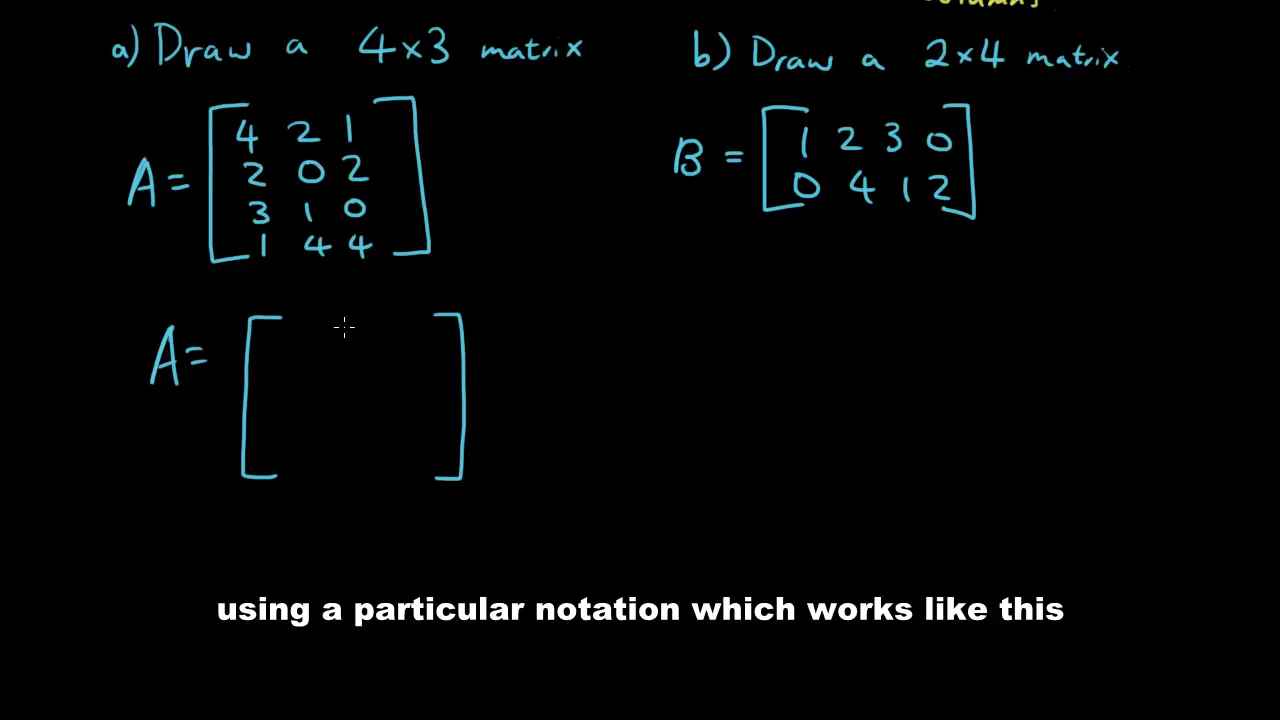 a) Draw a 4×3 matrix
A = [4 2 1
2 0 2
3 1 0
1 4 4]
b) Draw a 2×4 matrix
B = [1 2 3 0
0 4 1 2]
A = [ ]
using a particular notation which works like this